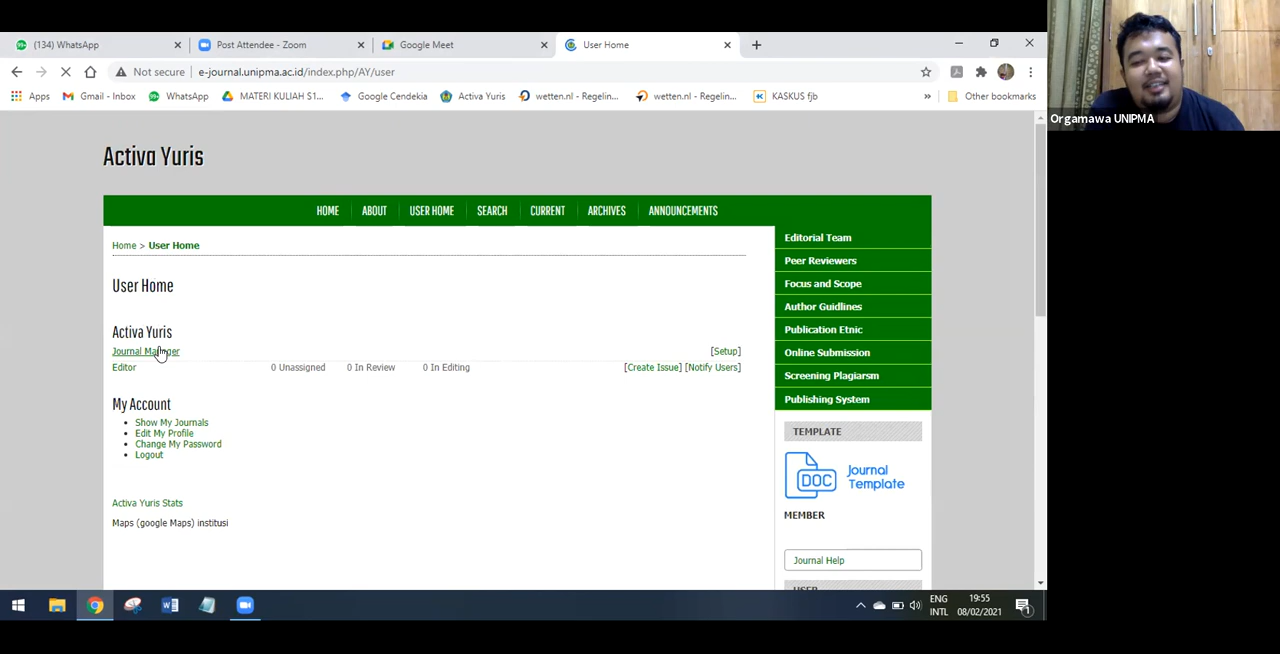 (134) WhatsApp
Post Attendee - Zoom
Google Meet
User Home
Orgamawa UNIPMA
Not secure
e-journal.unipma.ac.id/index.php/AY/user
Apps
Gmail - Inbox
WhatsApp
MATERI KULIAH S1...
Google Cendekia
Activa Yuris
wetten.nl - Regelin...
wetten.nl - Regelin...
KASKUS fjb
»
Other bookmarks
Activa Yuris
HOME
ABOUT
USER HOME
SEARCH
CURRENT
ARCHIVES
ANNOUNCEMENTS
Home > User Home
User Home
Activa Yuris
Journal Manager
[Setup]
Editor
0 Unassigned
0 In Review
0 In Editing
[Create Issue] [Notify Users]
My Account
Show My Journals
Edit My Profile
Change My Password
Logout
Activa Yuris Stats
Maps (google Maps) institusi
Editorial Team
Peer Reviewers
Focus and Scope
Author Guidlines
Publication Etnic
Online Submission
Screening Plagiarsm
Publishing System
TEMPLATE
DOC
Journal
Template
MEMBER
Journal Help
USER
ENG
INTL
19:55
08/02/2021
1